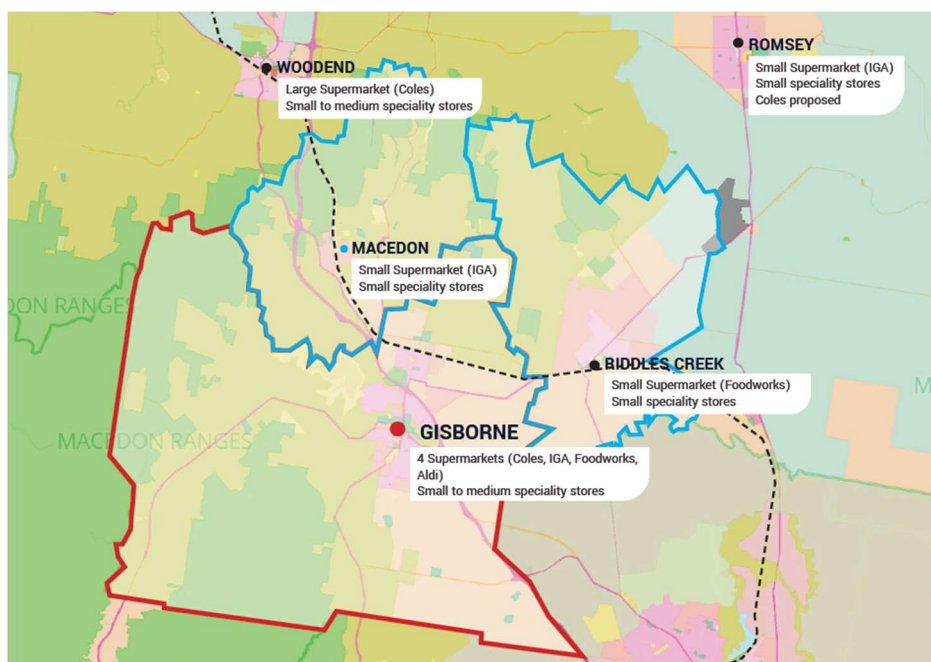 WOODEND
Large Supermarket (Coles)
Small to medium speciality stores
ROMSEY
Small Supermarket (IGA)
Small speciality stores
Coles proposed
MACEDON
Small Supermarket (IGA)
Small speciality stores
DON RANGES
RIDDLES CREEK
Small Supermarket (Foodworks)
Small speciality stores
MACEDON RANGES
GISBORNE
4 Supermarkets (Coles, IGA, Foodworks,
Aldi)
Small to medium speciality stores
M